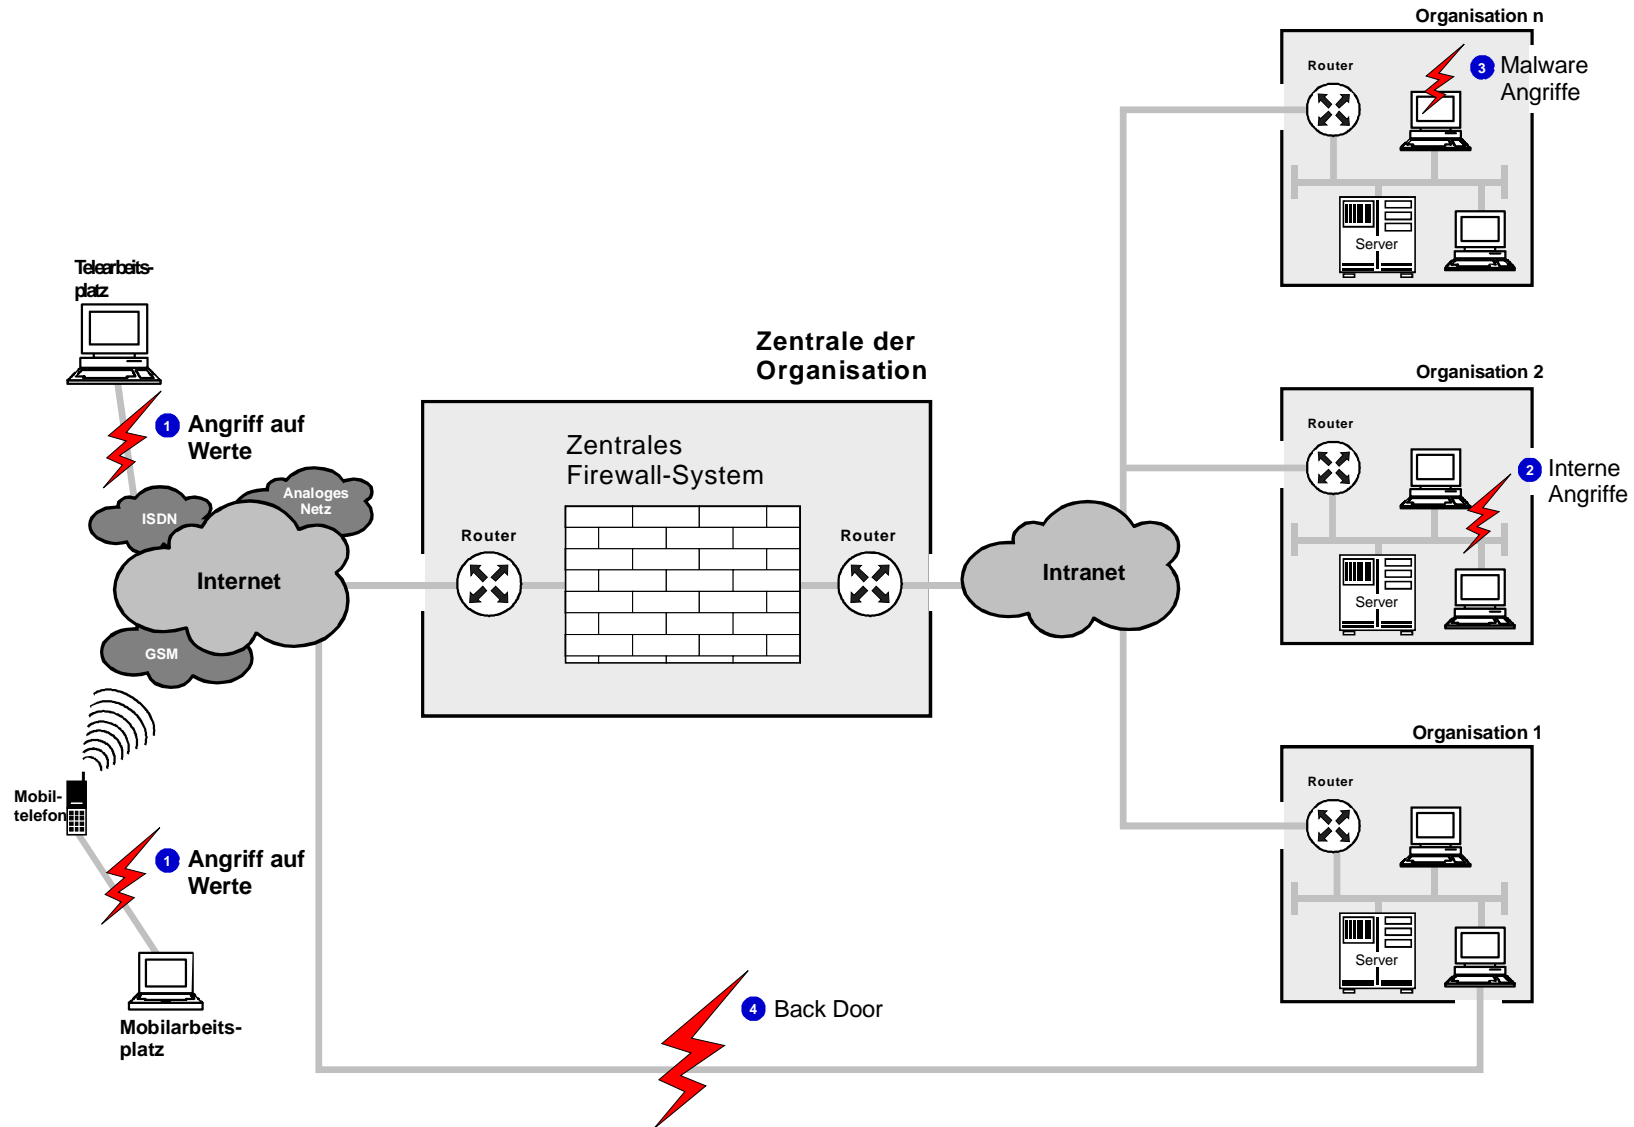 Organisation n
Router
3 Malware
Angriffe
Server
Telearbeits-
platz
Zentrale der
Organisation
Organisation 2
Router
1 Angriff auf
Werte
Zentrales
Firewall-System
2 Interne
Angriffe
Analoges
Netz
ISDN
Router
Router
Internet
Intranet
Server
GSM
Organisation 1
Router
Mobil-
telefon
1 Angriff auf
Werte
Server
4 Back Door
Mobilarbeits-
platz